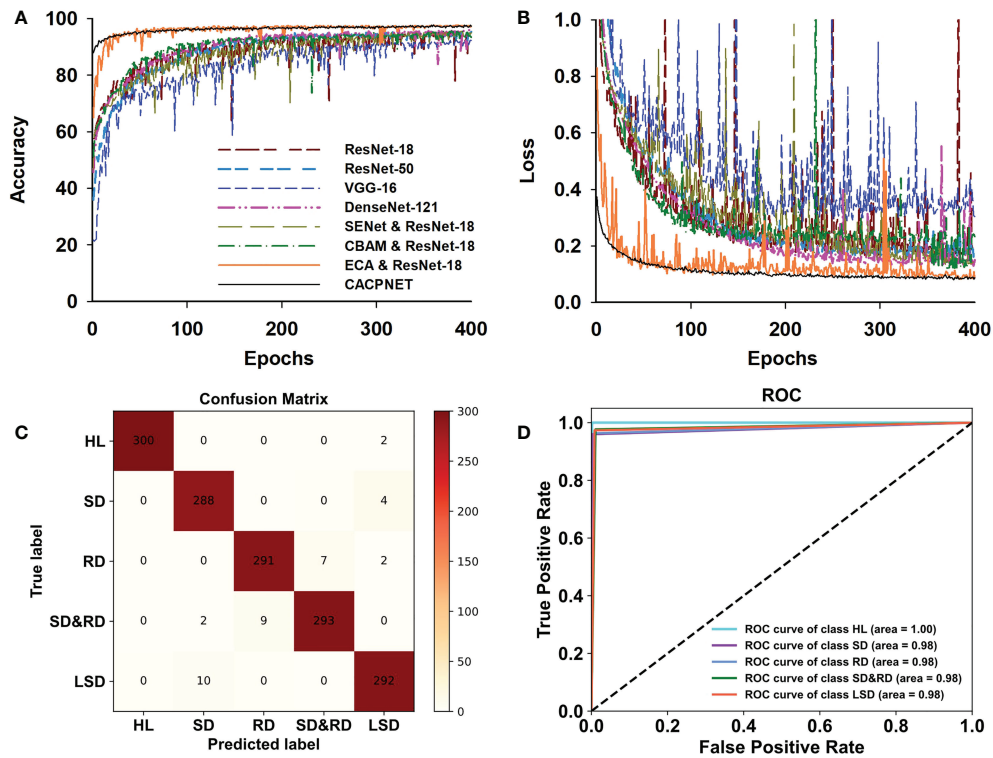 A
100
80
60
40
20
0
Accuracy
0
100
200
300
400
Epochs
ResNet-18
ResNet-50
VGG-16
DenseNet-121
SENet & ResNet-18
CBAM & ResNet-18
ECA & ResNet-18
CACPNET
B
1.0
0.8
0.6
0.4
0.2
0.0
Loss
0
100
200
300
400
Epochs
C
Confusion Matrix
True label
HL 300 0 0 0 2
SD 0 288 0 0 4
RD 0 0 291 7 2
SD&RD 0 2 9 293 0
LSD 0 10 0 0 292
HL SD RD SD&RD LSD
Predicted label
300
250
200
150
100
50
0
D
ROC
1.0
0.8
0.6
0.4
0.2
0.0
True Positive Rate
ROC curve of class HL (area = 1.00)
ROC curve of class SD (area = 0.98)
ROC curve of class RD (area = 0.98)
ROC curve of class SD&RD (area = 0.98)
ROC curve of class LSD (area = 0.98)
0.0 0.2 0.4 0.6 0.8 1.0
False Positive Rate